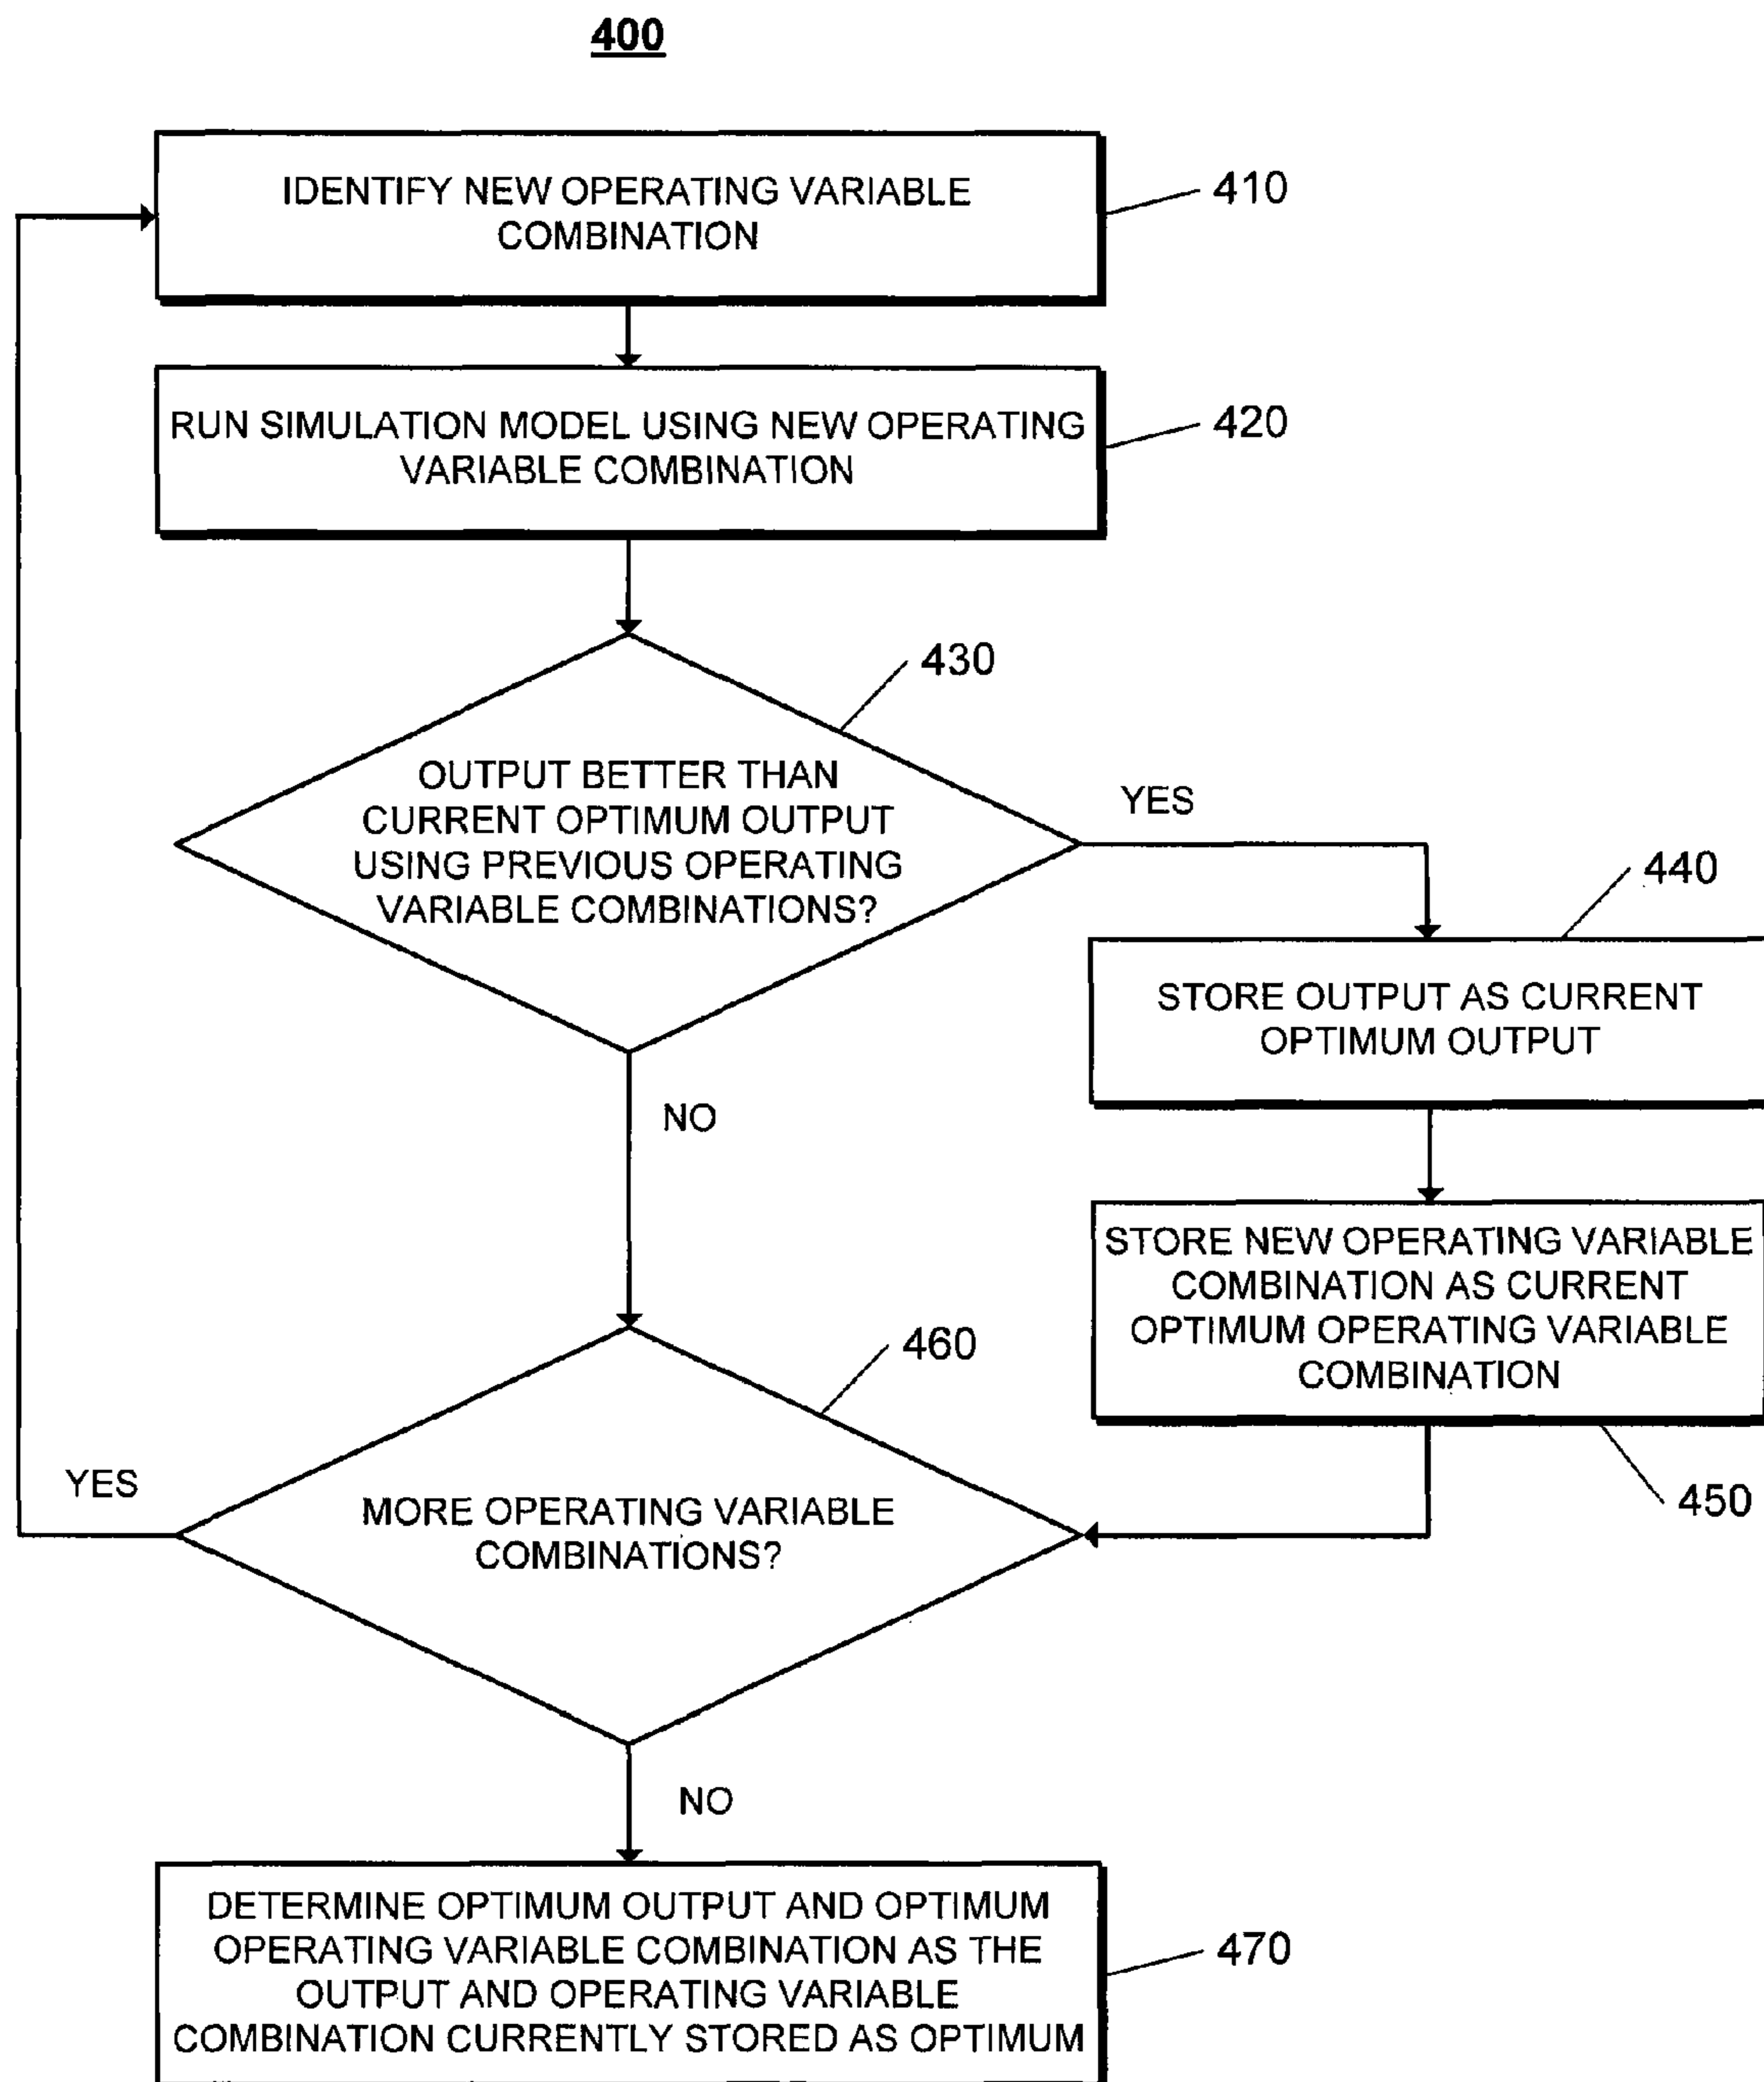 400
IDENTIFY NEW OPERATING VARIABLE
COMBINATION
410
RUN SIMULATION MODEL USING NEW OPERATING
VARIABLE COMBINATION
420
430
OUTPUT BETTER THAN
CURRENT OPTIMUM OUTPUT
USING PREVIOUS OPERATING
VARIABLE COMBINATIONS?
YES
440
STORE OUTPUT AS CURRENT
OPTIMUM OUTPUT
NO
STORE NEW OPERATING VARIABLE
COMBINATION AS CURRENT
OPTIMUM OPERATING VARIABLE
COMBINATION
450
460
MORE OPERATING VARIABLE
COMBINATIONS?
YES
NO
DETERMINE OPTIMUM OUTPUT AND OPTIMUM
OPERATING VARIABLE COMBINATION AS THE
OUTPUT AND OPERATING VARIABLE
COMBINATION CURRENTLY STORED AS OPTIMUM
470